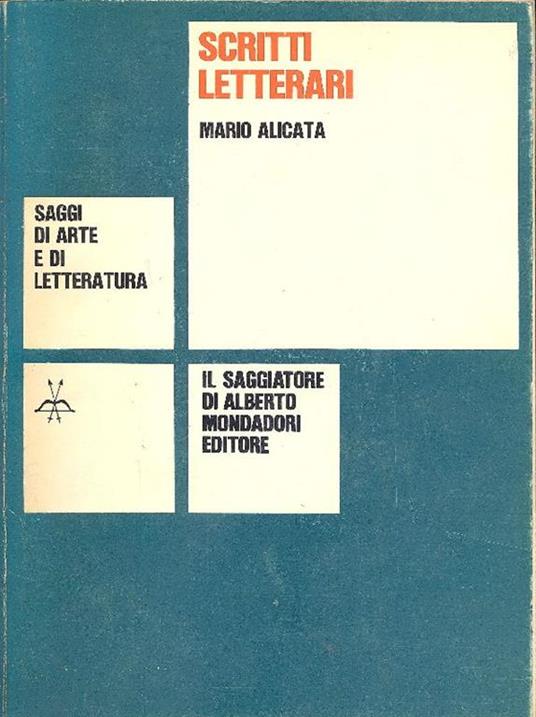 SCRITTI
LETTERARI
MARIO ALICATA
SAGGI
DI ARTE
E DI
LETTERATURA
IL SAGGIATORE
DI ALBERTO
MONDADORI
EDITORE